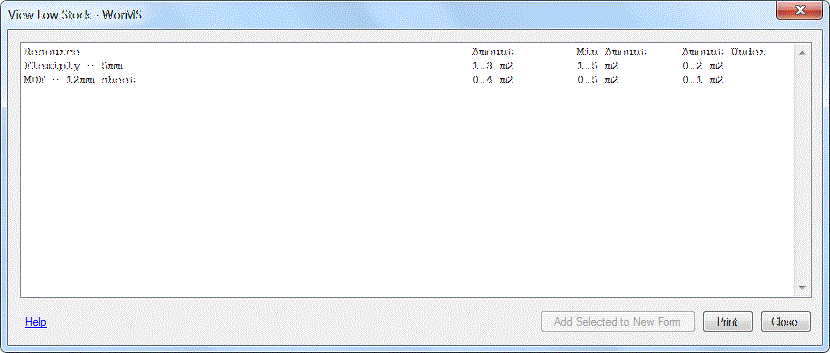 View Low Stock - WorkMS
Resource Amount Min Amount Amount Under
Flexiply - 5mm 1.3 m2 1.5 m2 0.2 m2
MDF - 12mm sheet 0.4 m2 0.5 m2 0.1 m2
Help Add Selected to New Form Print Close